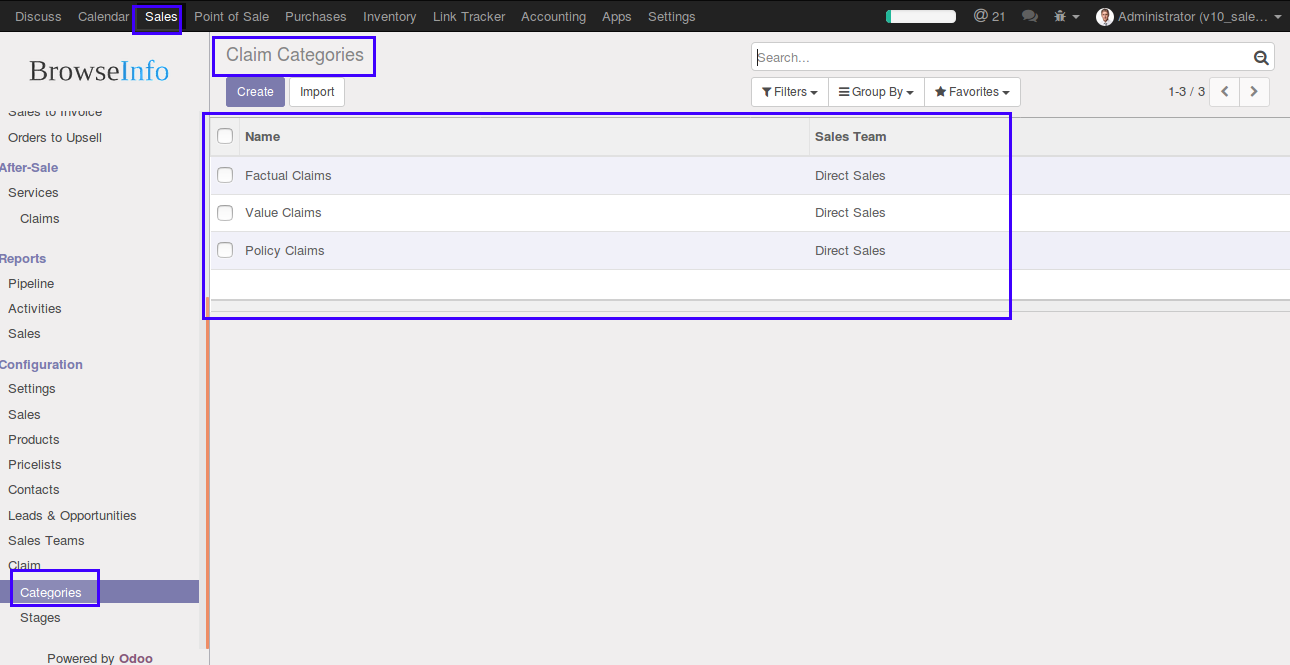 Discuss Calendar Sales Point of Sale Purchases Inventory Link Tracker Accounting Apps Settings @ 21 Administrator (v10_sale...
BrowseInfo
Sales to Invoice
Orders to Upsell
After-Sale
Services
Claims
Reports
Pipeline
Activities
Sales
Configuration
Settings
Sales
Products
Pricelists
Contacts
Leads & Opportunities
Sales Teams
Claim
Categories
Stages
Powered by Odoo
Claim Categories
Search...
Create Import
Filters Group By Favorites 1-3 / 3
Name Sales Team
Factual Claims Direct Sales
Value Claims Direct Sales
Policy Claims Direct Sales